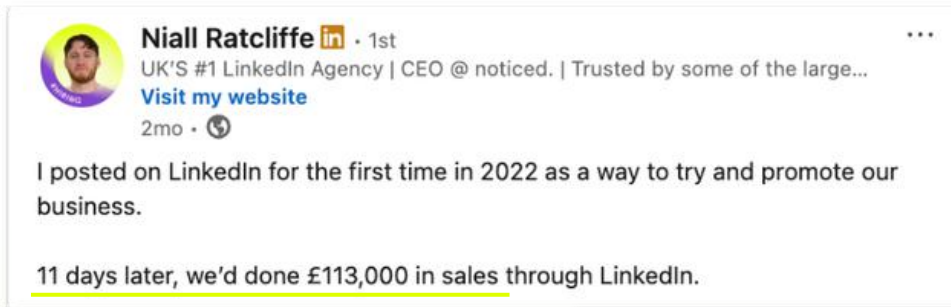 Niall Ratcliffe in · 1st
UK'S #1 LinkedIn Agency | CEO @ noticed. | Trusted by some of the large...
Visit my website
2mo ·
#HIRING
I posted on LinkedIn for the first time in 2022 as a way to try and promote our
business.
11 days later, we'd done £113,000 in sales through LinkedIn.